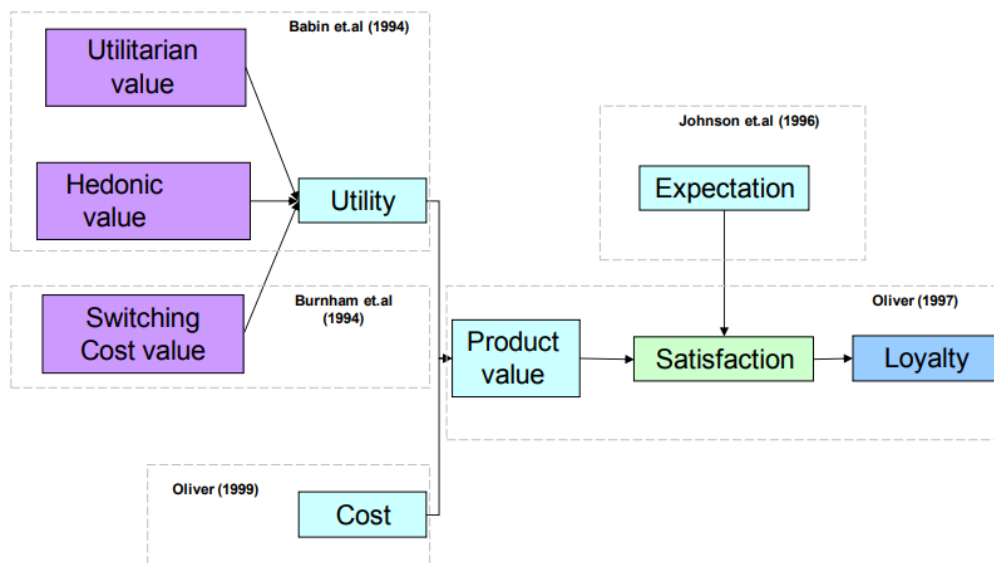 Babin et.al (1994)
Utilitarian
value
Hedonic
value
Utility
Switching
Cost value
Burnham et.al
(1994)
Johnson et.al (1996)
Expectation
Oliver (1997)
Product
value
Satisfaction
Loyalty
Oliver (1999)
Cost